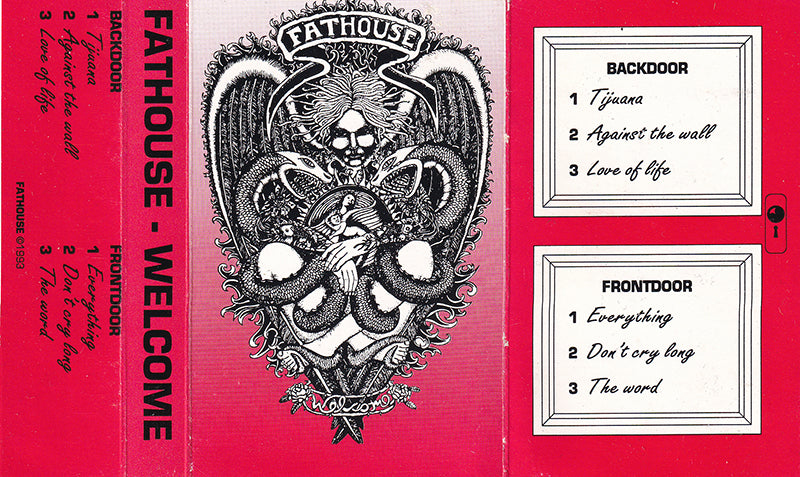 BACKDOOR
1 Tijuana
2 Against the wall
3 Love of life
FRONTDOOR
1 Everything
2 Don't cry long
3 The word
FATHOUSE ©1993
FATHOUSE - WELCOME
FATHOUSE
Welcome
BACKDOOR
1 Tijuana
2 Against the wall
3 Love of life
FRONTDOOR
1 Everything
2 Don't cry long
3 The word